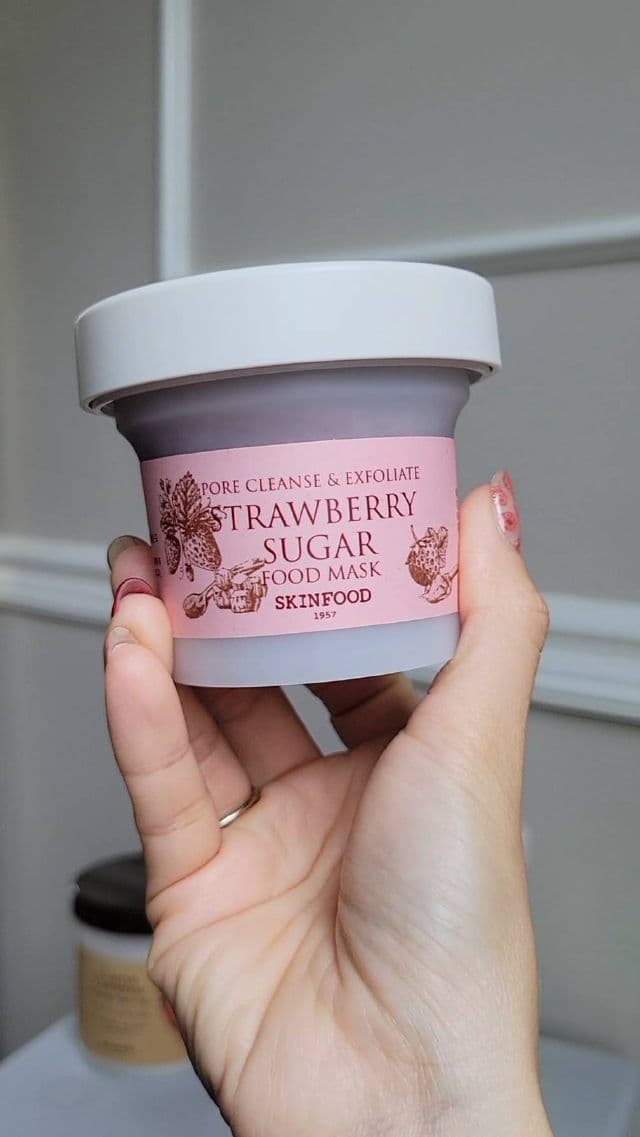 PORE CLEANSE & EXFOLIATE
STRAWBERRY
SUGAR
FOOD MASK
SKINFOOD
1957